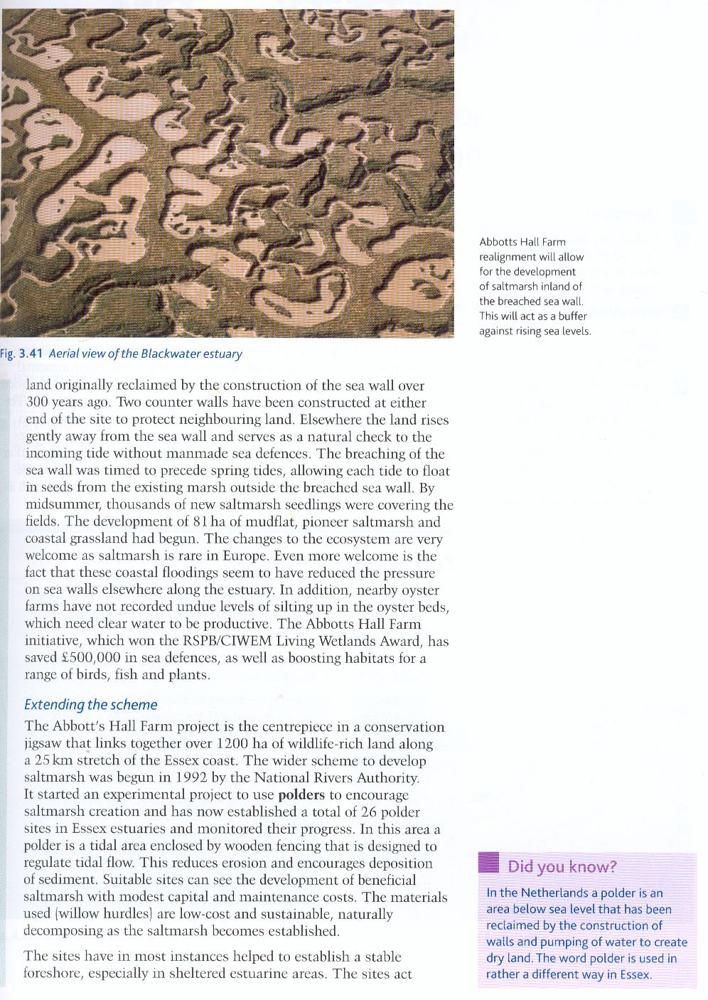 Abbotts Hall Farm
realignment will allow
for the development
of saltmarsh inland of
the breached sea wall.
This will act as a buffer
against rising sea levels.
Fig. 3.41 Aerial view of the Blackwater estuary
land originally reclaimed by the construction of the sea wall over
300 years ago. Two counter walls have been constructed at either
end of the site to protect neighbouring land. Elsewhere the land rises
gently away from the sea wall and serves as a natural check to the
incoming tide without manmade sea defences. The breaching of the
sea wall was timed to precede spring tides, allowing each tide to float
in seeds from the existing marsh outside the breached sea wall. By
midsummer, thousands of new saltmarsh seedlings were covering the
fields. The development of 81 ha of mudflat, pioneer saltmarsh and
coastal grassland had begun. The changes to the ecosystem are very
welcome as saltmarsh is rare in Europe. Even more welcome is the
fact that these coastal floodings seem to have reduced the pressure
on sea walls elsewhere along the estuary. In addition, nearby oyster
farms have not recorded undue levels of silting up in the oyster beds,
which need clear water to be productive. The Abbotts Hall Farm
initiative, which won the RSPB/CIWEM Living Wetlands Award, has
saved £500,000 in sea defences, as well as boosting habitats for a
range of birds, fish and plants.
Extending the scheme
The Abbott's Hall Farm project is the centrepiece in a conservation
jigsaw that links together over 1200 ha of wildlife-rich land along
a 25 km stretch of the Essex coast. The wider scheme to develop
saltmarsh was begun in 1992 by the National Rivers Authority.
It started an experimental project to use polders to encourage
saltmarsh creation and has now established a total of 26 polder
sites in Essex estuaries and monitored their progress. In this area a
polder is a tidal area enclosed by wooden fencing that is designed to
regulate tidal flow. This reduces erosion and encourages deposition
of sediment. Suitable sites can see the development of beneficial
saltmarsh with modest capital and maintenance costs. The materials
used (willow hurdles) are low-cost and sustainable, naturally
decomposing as the saltmarsh becomes established.
The sites have in most instances helped to establish a stable
foreshore, especially in sheltered estuarine areas. The sites act
Did you know?
In the Netherlands a polder is an
area below sea level that has been
reclaimed by the construction of
walls and pumping of water to create
dry land. The word polder is used in
rather a different way in Essex.